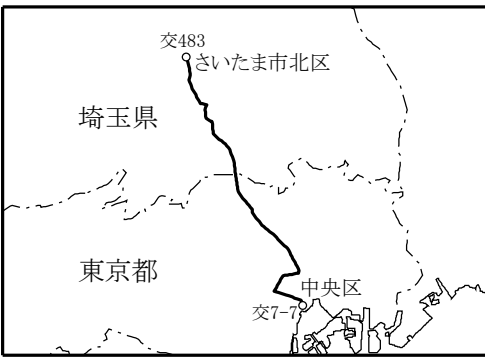 交483
さいたま市北区
埼玉県
東京都
中央区
交7-7